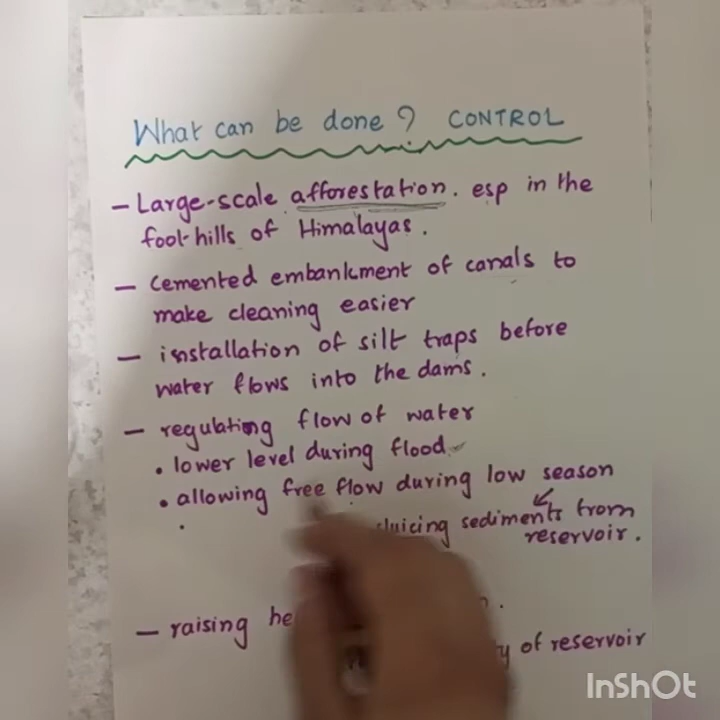 What can be done? CONTROL
- Large-scale afforestation. esp in the
foot-hills of Himalayas.
- cemented embankment of canals to
make cleaning easier
- installation of silt traps before
water flows into the dams.
- regulating flow of water
• lower level during flood
• allowing free flow during low season
sluicing sediments from
reservoir.
- raising
of reservoir
InShOt